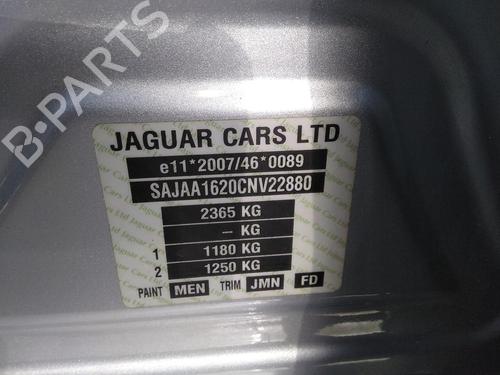 B-PARTS
JAGUAR CARS LTD
e11*2007/46*0089
SAJAA1620CNV22880
2365 KG
-- KG
1 1180 KG
2 1250 KG
PAINT MEN TRIM JMN FD